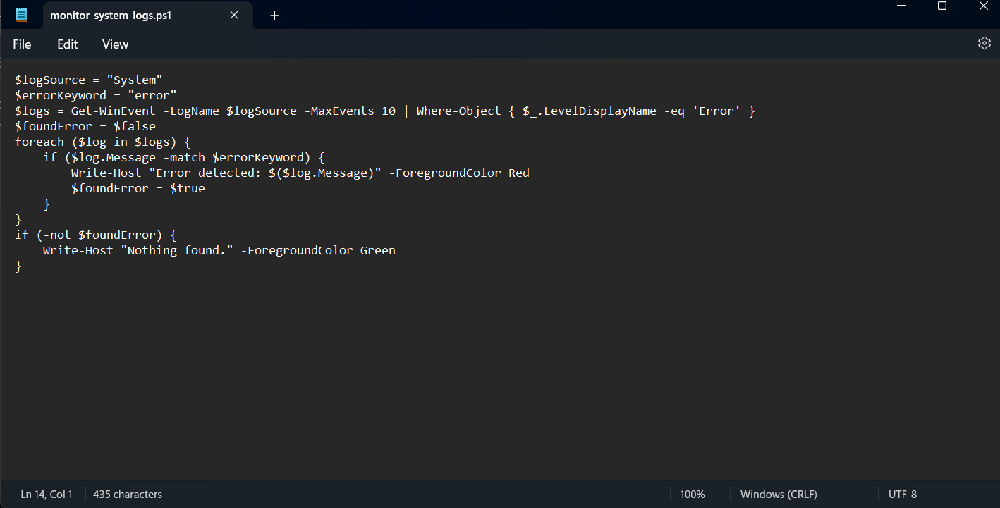 monitor_system_logs.ps1
File Edit View
$logSource = "System"
$errorKeyword = "error"
$logs = Get-WinEvent -LogName $logSource -MaxEvents 10 | Where-Object { $_.LevelDisplayName -eq 'Error' }
$foundError = $false
foreach ($log in $logs) {
    if ($log.Message -match $errorKeyword) {
        Write-Host "Error detected: $($log.Message)" -ForegroundColor Red
        $foundError = $true
    }
}
if (-not $foundError) {
    Write-Host "Nothing found." -ForegroundColor Green
}
Ln 14, Col 1 435 characters 100% Windows (CRLF) UTF-8